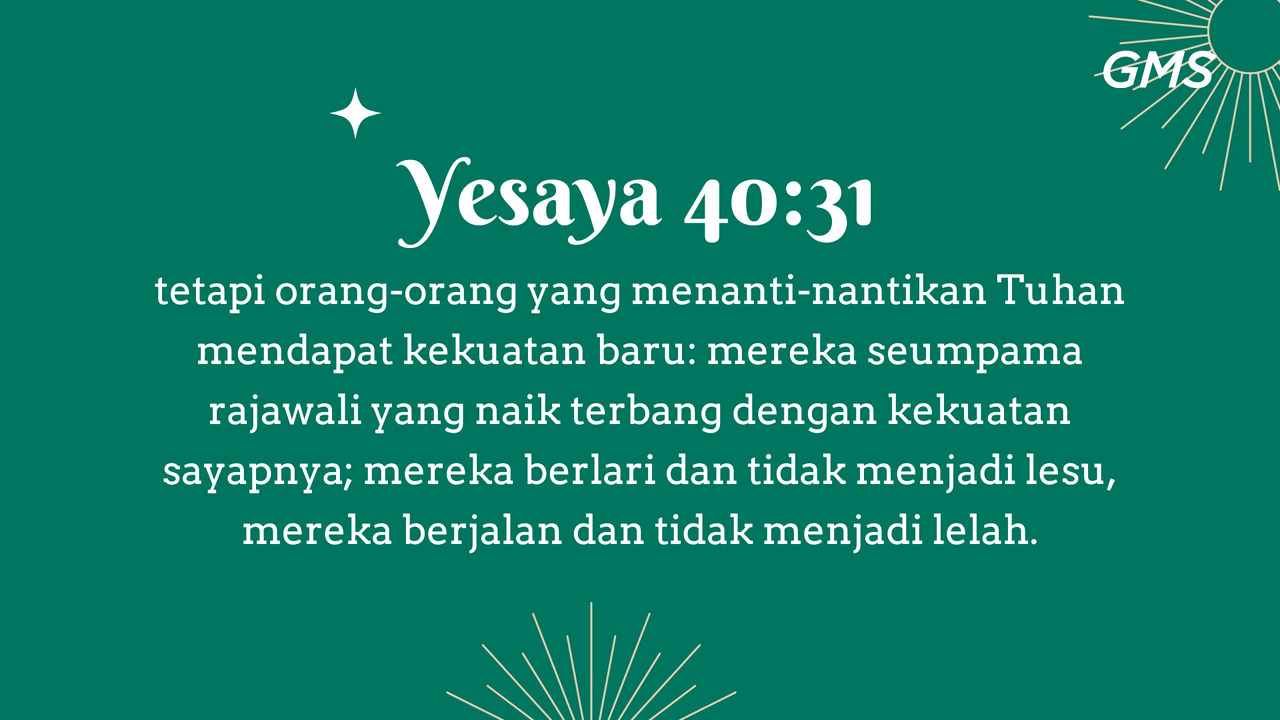 GMS
Yesaya 40:31
tetapi orang-orang yang menanti-nantikan Tuhan
mendapat kekuatan baru: mereka seumpama
rajawali yang naik terbang dengan kekuatan
sayapnya; mereka berlari dan tidak menjadi lesu,
mereka berjalan dan tidak menjadi lelah.